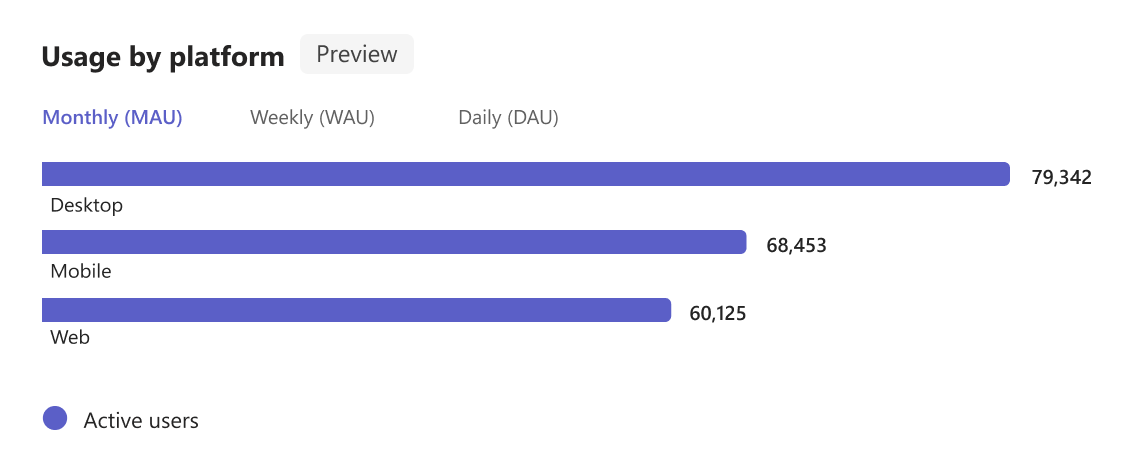 Usage by platform Preview
Monthly (MAU) Weekly (WAU) Daily (DAU)
79,342
Desktop
68,453
Mobile
60,125
Web
Active users